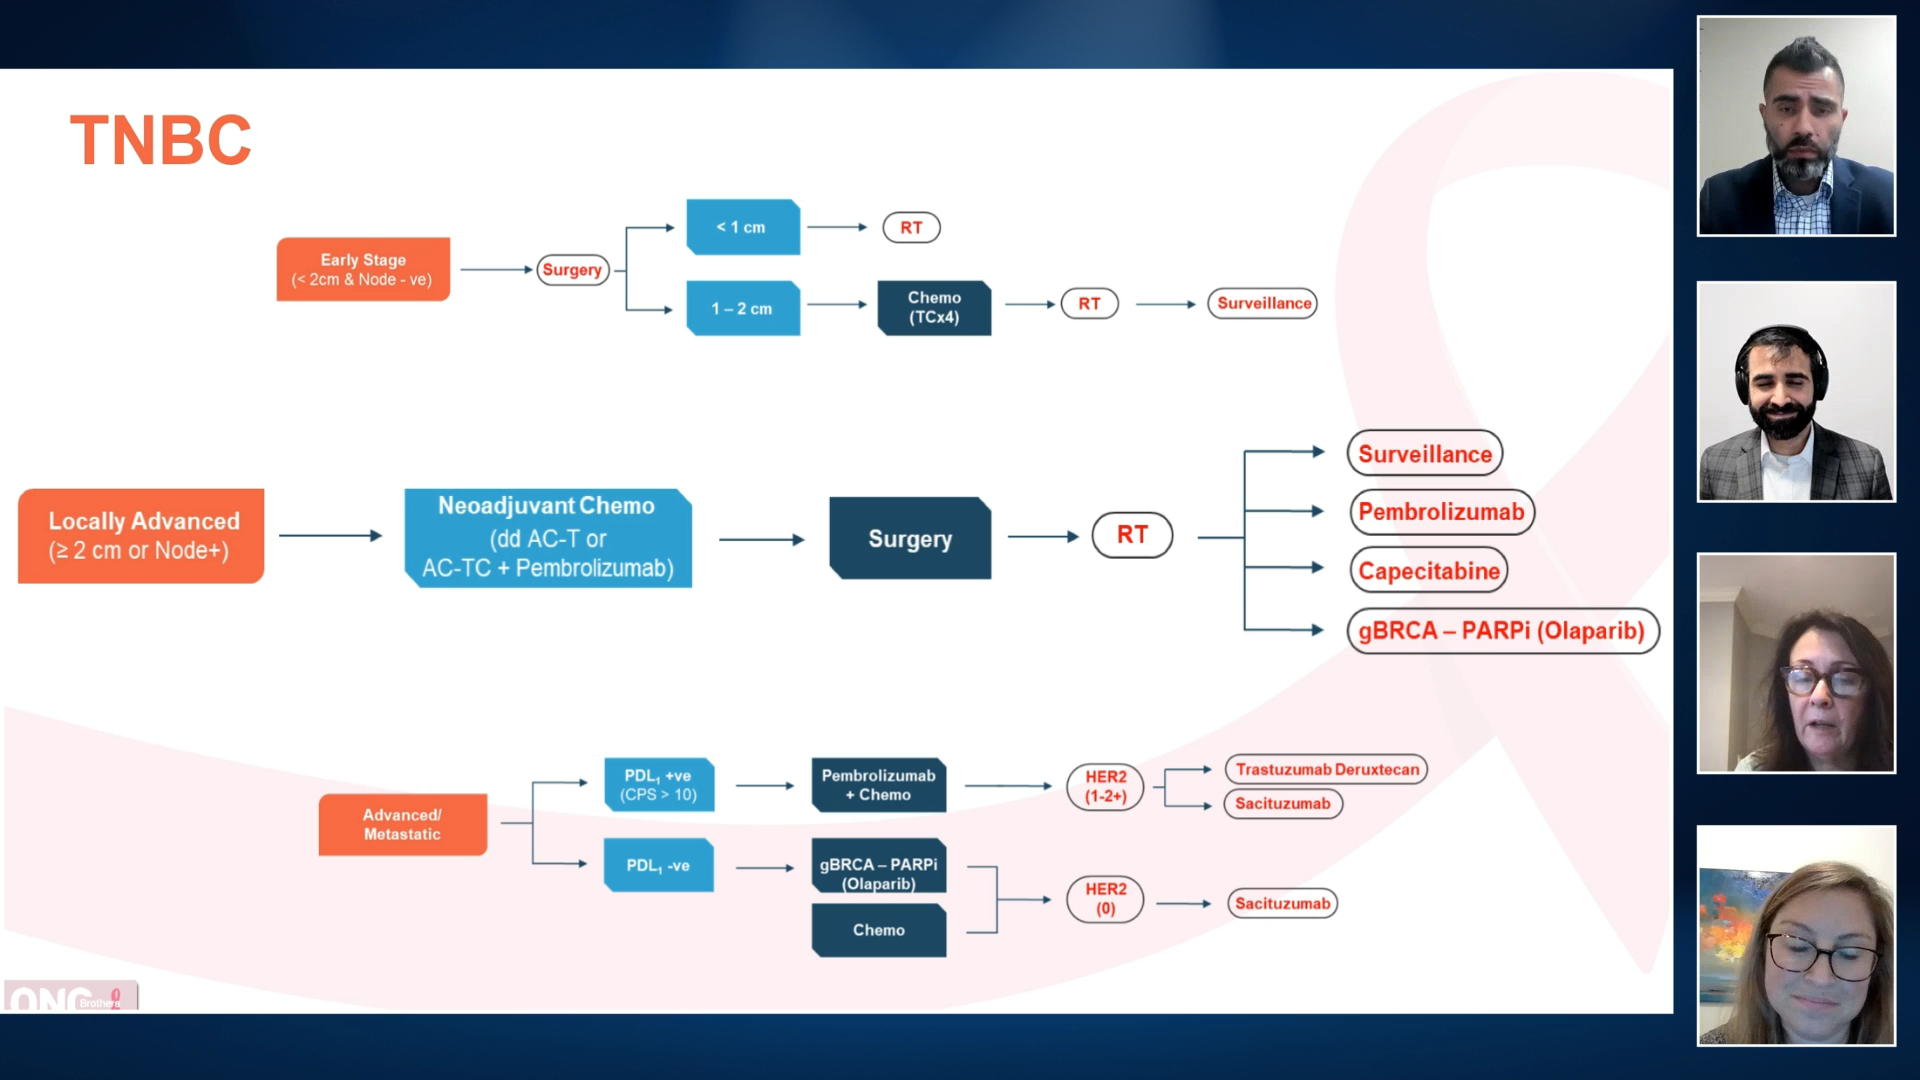 TNBC
Early Stage
(< 2cm & Node - ve)
Surgery
< 1 cm
RT
1 – 2 cm
Chemo
(TCx4)
RT
Surveillance
Locally Advanced
(≥ 2 cm or Node+)
Neoadjuvant Chemo
(dd AC-T or
AC-TC + Pembrolizumab)
Surgery
RT
Surveillance
Pembrolizumab
Capecitabine
gBRCA – PARPi (Olaparib)
Advanced/
Metastatic
PDL₁ +ve
(CPS > 10)
Pembrolizumab
+ Chemo
HER2
(1-2+)
Trastuzumab Deruxtecan
Sacituzumab
PDL₁ -ve
gBRCA – PARPi
(Olaparib)
Chemo
HER2
(0)
Sacituzumab
ONC
Brothers